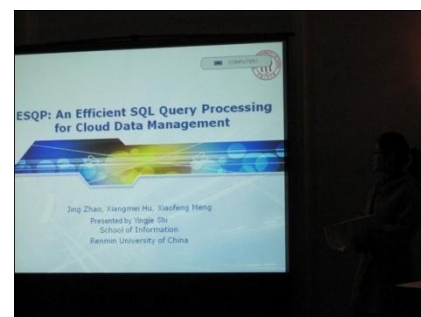 COMPUTER1
ESQP: An Efficient SQL Query Processing
for Cloud Data Management
Jing Zhao, Xiangmei Hu, Xiaofeng Meng
Presented by Yingjie Shi
School of Information
Renmin University of China